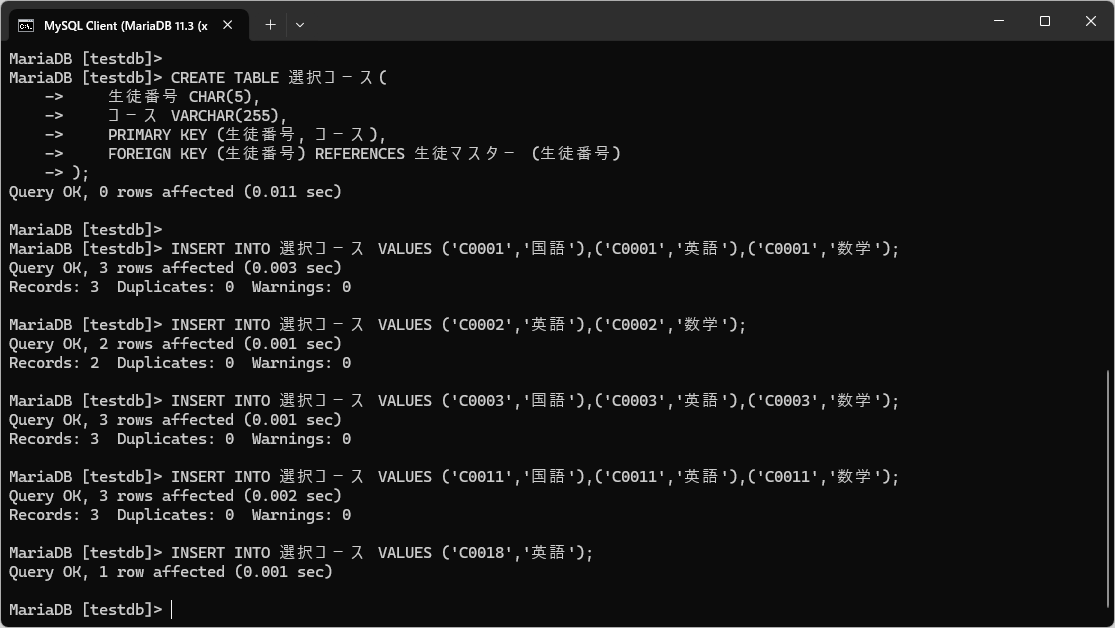 MySQL Client (MariaDB 11.3 (x
MariaDB [testdb]>
MariaDB [testdb]> CREATE TABLE 選択コース(
    ->     生徒番号 CHAR(5),
    ->     コース VARCHAR(255),
    ->     PRIMARY KEY (生徒番号,コース),
    ->     FOREIGN KEY (生徒番号) REFERENCES 生徒マスター (生徒番号)
    -> );
Query OK, 0 rows affected (0.011 sec)
MariaDB [testdb]>
MariaDB [testdb]> INSERT INTO 選択コース VALUES ('C0001','国語'),('C0001','英語'),('C0001','数学');
Query OK, 3 rows affected (0.003 sec)
Records: 3  Duplicates: 0  Warnings: 0
MariaDB [testdb]> INSERT INTO 選択コース VALUES ('C0002','英語'),('C0002','数学');
Query OK, 2 rows affected (0.001 sec)
Records: 2  Duplicates: 0  Warnings: 0
MariaDB [testdb]> INSERT INTO 選択コース VALUES ('C0003','国語'),('C0003','英語'),('C0003','数学');
Query OK, 3 rows affected (0.001 sec)
Records: 3  Duplicates: 0  Warnings: 0
MariaDB [testdb]> INSERT INTO 選択コース VALUES ('C0011','国語'),('C0011','英語'),('C0011','数学');
Query OK, 3 rows affected (0.002 sec)
Records: 3  Duplicates: 0  Warnings: 0
MariaDB [testdb]> INSERT INTO 選択コース VALUES ('C0018','英語');
Query OK, 1 row affected (0.001 sec)
MariaDB [testdb]>